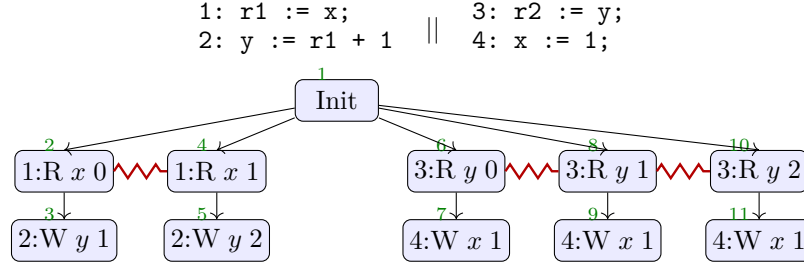 1: r1 := x;
2: y := r1 + 1
||
3: r2 := y;
4: x := 1;
1
Init
2
4
6
8
10
1:R x 0
1:R x 1
3:R y 0
3:R y 1
3:R y 2
3
5
7
9
11
2:W y 1
2:W y 2
4:W x 1
4:W x 1
4:W x 1